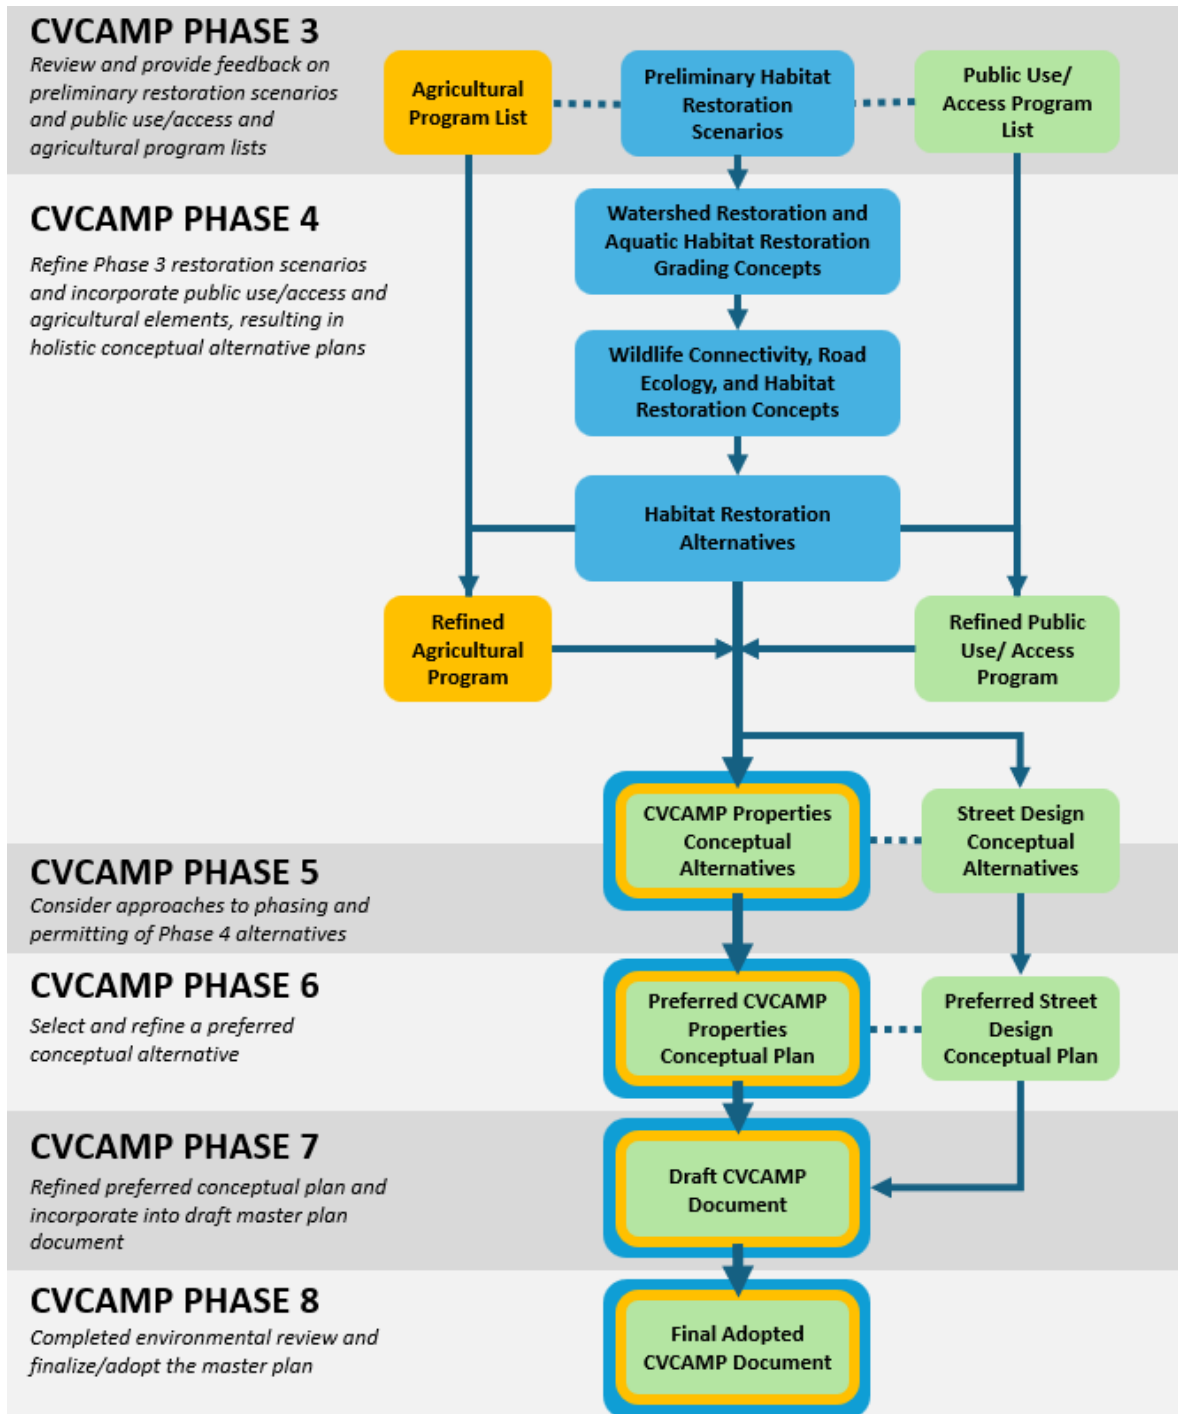 CVCAMP PHASE 3
Review and provide feedback on
preliminary restoration scenarios
and public use/access and
agricultural program lists
Agricultural
Program List
Preliminary Habitat
Restoration
Scenarios
Public Use/
Access Program
List
CVCAMP PHASE 4
Refine Phase 3 restoration scenarios
and incorporate public use/access and
agricultural elements, resulting in
holistic conceptual alternative plans
Watershed Restoration and
Aquatic Habitat Restoration
Grading Concepts
Wildlife Connectivity, Road
Ecology, and Habitat
Restoration Concepts
Habitat Restoration
Alternatives
Refined
Agricultural
Program
Refined Public
Use/ Access
Program
CVCAMP Properties
Conceptual
Alternatives
Street Design
Conceptual
Alternatives
CVCAMP PHASE 5
Consider approaches to phasing and
permitting of Phase 4 alternatives
CVCAMP PHASE 6
Select and refine a preferred
conceptual alternative
Preferred CVCAMP
Properties
Conceptual Plan
Preferred Street
Design
Conceptual Plan
CVCAMP PHASE 7
Refined preferred conceptual plan and
incorporate into draft master plan
document
Draft CVCAMP
Document
CVCAMP PHASE 8
Completed environmental review and
finalize/adopt the master plan
Final Adopted
CVCAMP Document